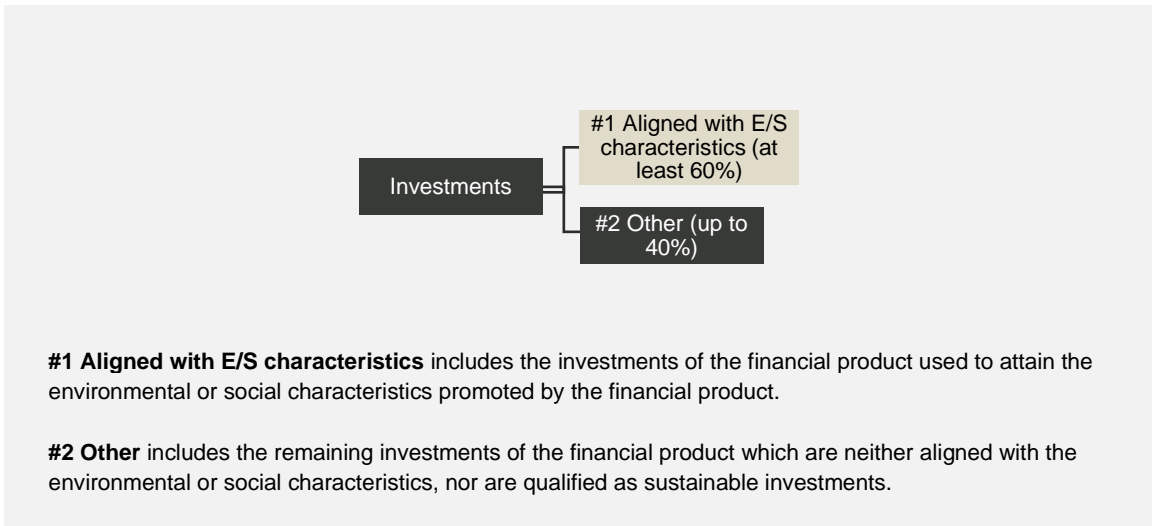 #1 Aligned with E/S
characteristics (at
least 60%)
Investments
#2 Other (up to
40%)
#1 Aligned with E/S characteristics includes the investments of the financial product used to attain the
environmental or social characteristics promoted by the financial product.
#2 Other includes the remaining investments of the financial product which are neither aligned with the
environmental or social characteristics, nor are qualified as sustainable investments.